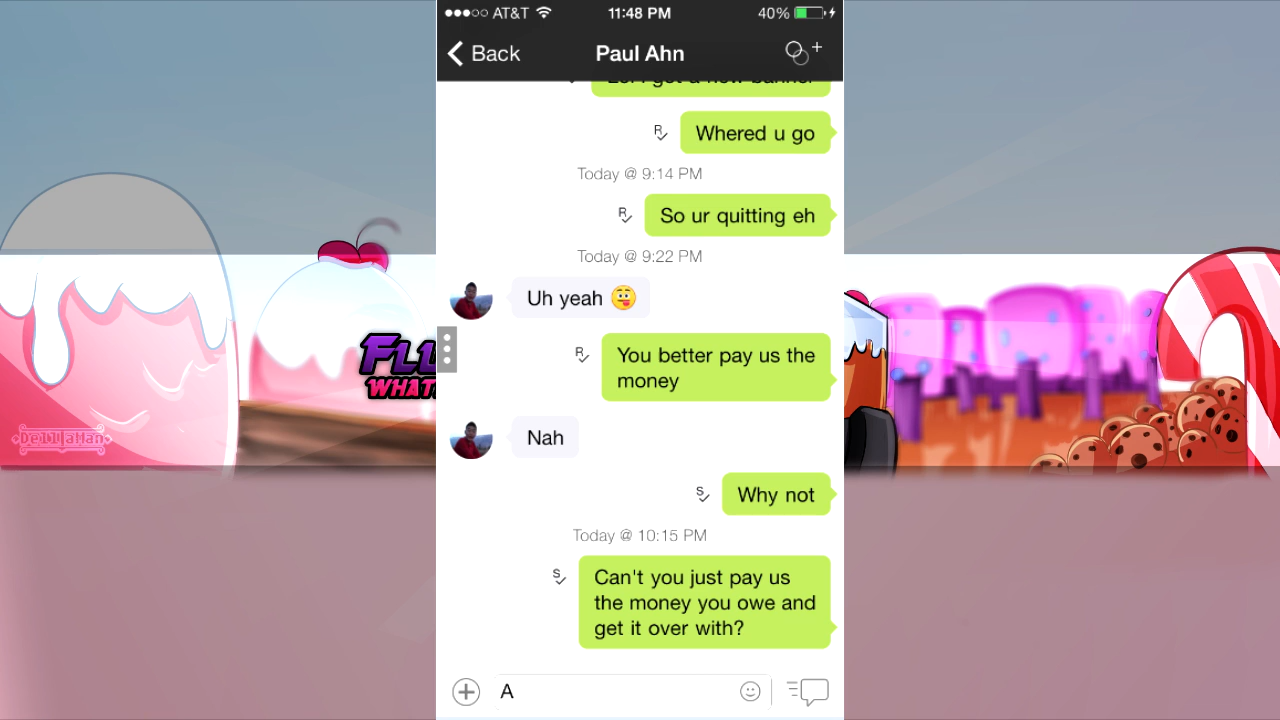 AT&T
11:48 PM
40%
Back
Paul Ahn
Whered u go
Today @ 9:14 PM
So ur quitting eh
Today @ 9:22 PM
Uh yeah 😜
You better pay us the
money
Nah
Why not
Today @ 10:15 PM
Can't you just pay us
the money you owe and
get it over with?
A
R
R
R
S
S
WHAT